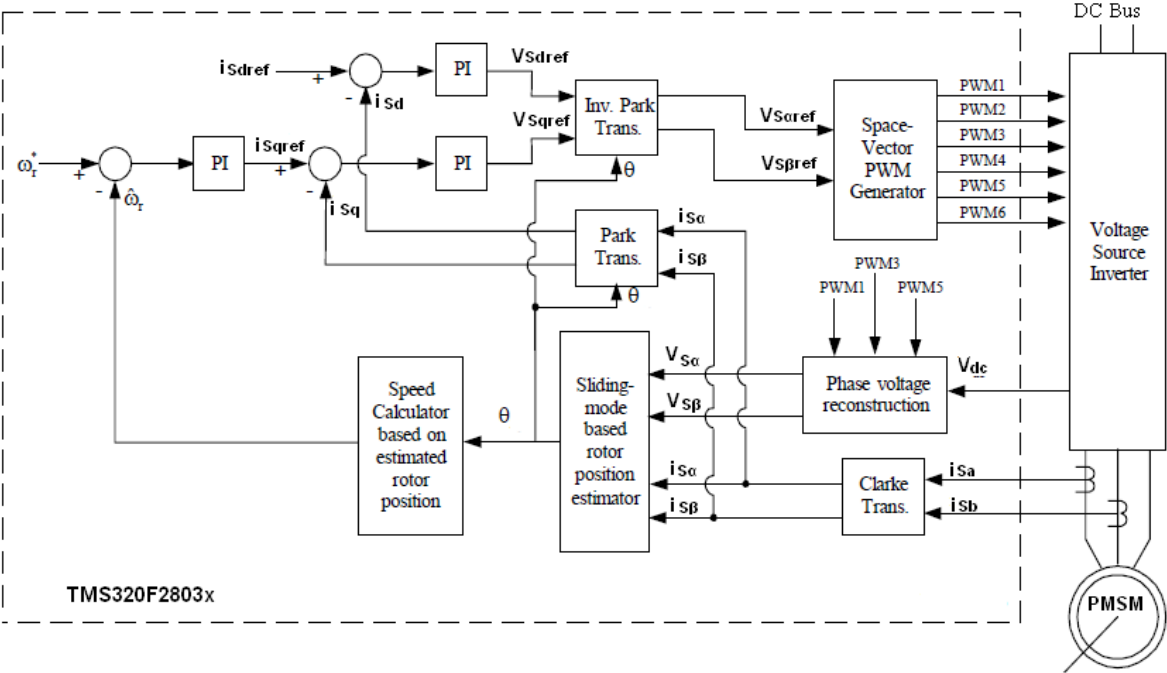 DC Bus
iSdref
+
-
iSd
PI
VSdref
VSqref
Inv. Park
Trans.
θ
VSαref
VSβref
Space-
Vector
PWM
Generator
PWM1
PWM2
PWM3
PWM4
PWM5
PWM6
Voltage
Source
Inverter
ω*r
+
-
ω̂r
PI
iSqref
+
-
iSq
PI
Park
Trans.
θ
iSα
iSβ
PWM3
PWM1
PWM5
Speed
Calculator
based on
estimated
rotor
position
θ
Sliding-
mode
based
rotor
position
estimator
VSα
VSβ
iSα
iSβ
Phase voltage
reconstruction
Vdc
Clarke
Trans.
iSa
iSb
TMS320F2803x
PMSM